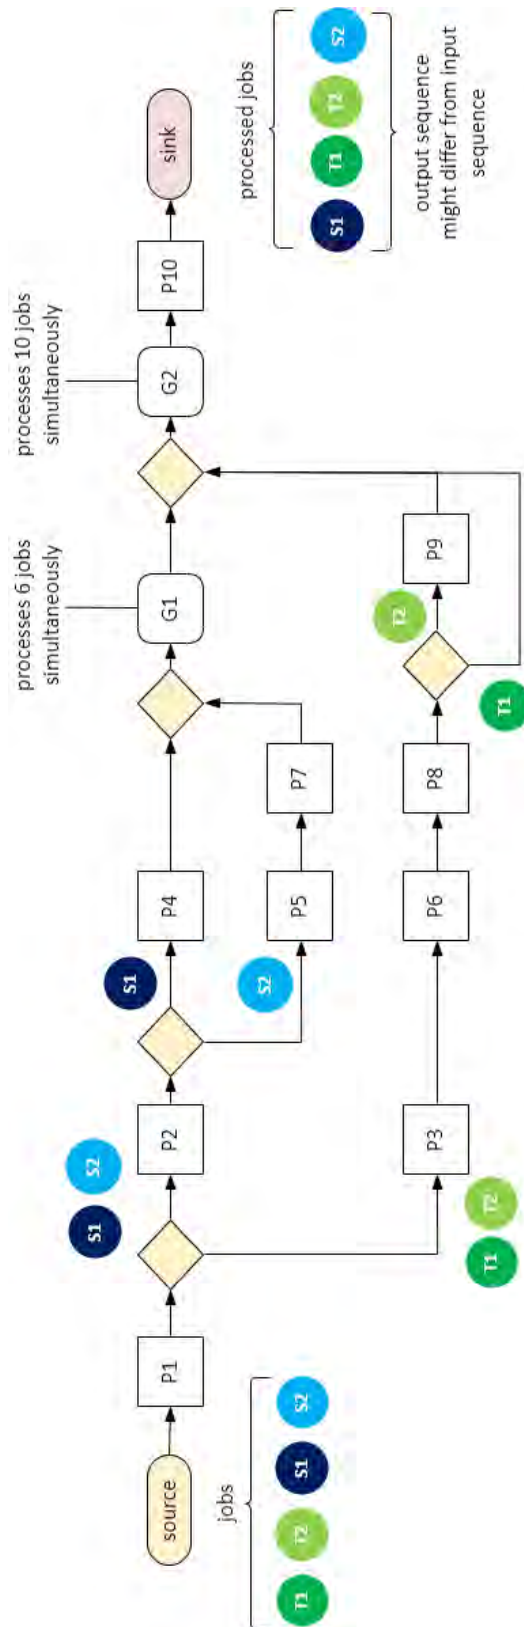 source
P1
S1
S2
P2
S1
P4
G1
processes 6 jobs
simultaneously
G2
processes 10 jobs
simultaneously
P10
sink
jobs
T1
T2
S1
S2
S2
P5
P7
T1
T2
P3
P6
P8
T2
P9
T1
processed jobs
S1
T1
T2
S2
output sequence
might differ from input
sequence